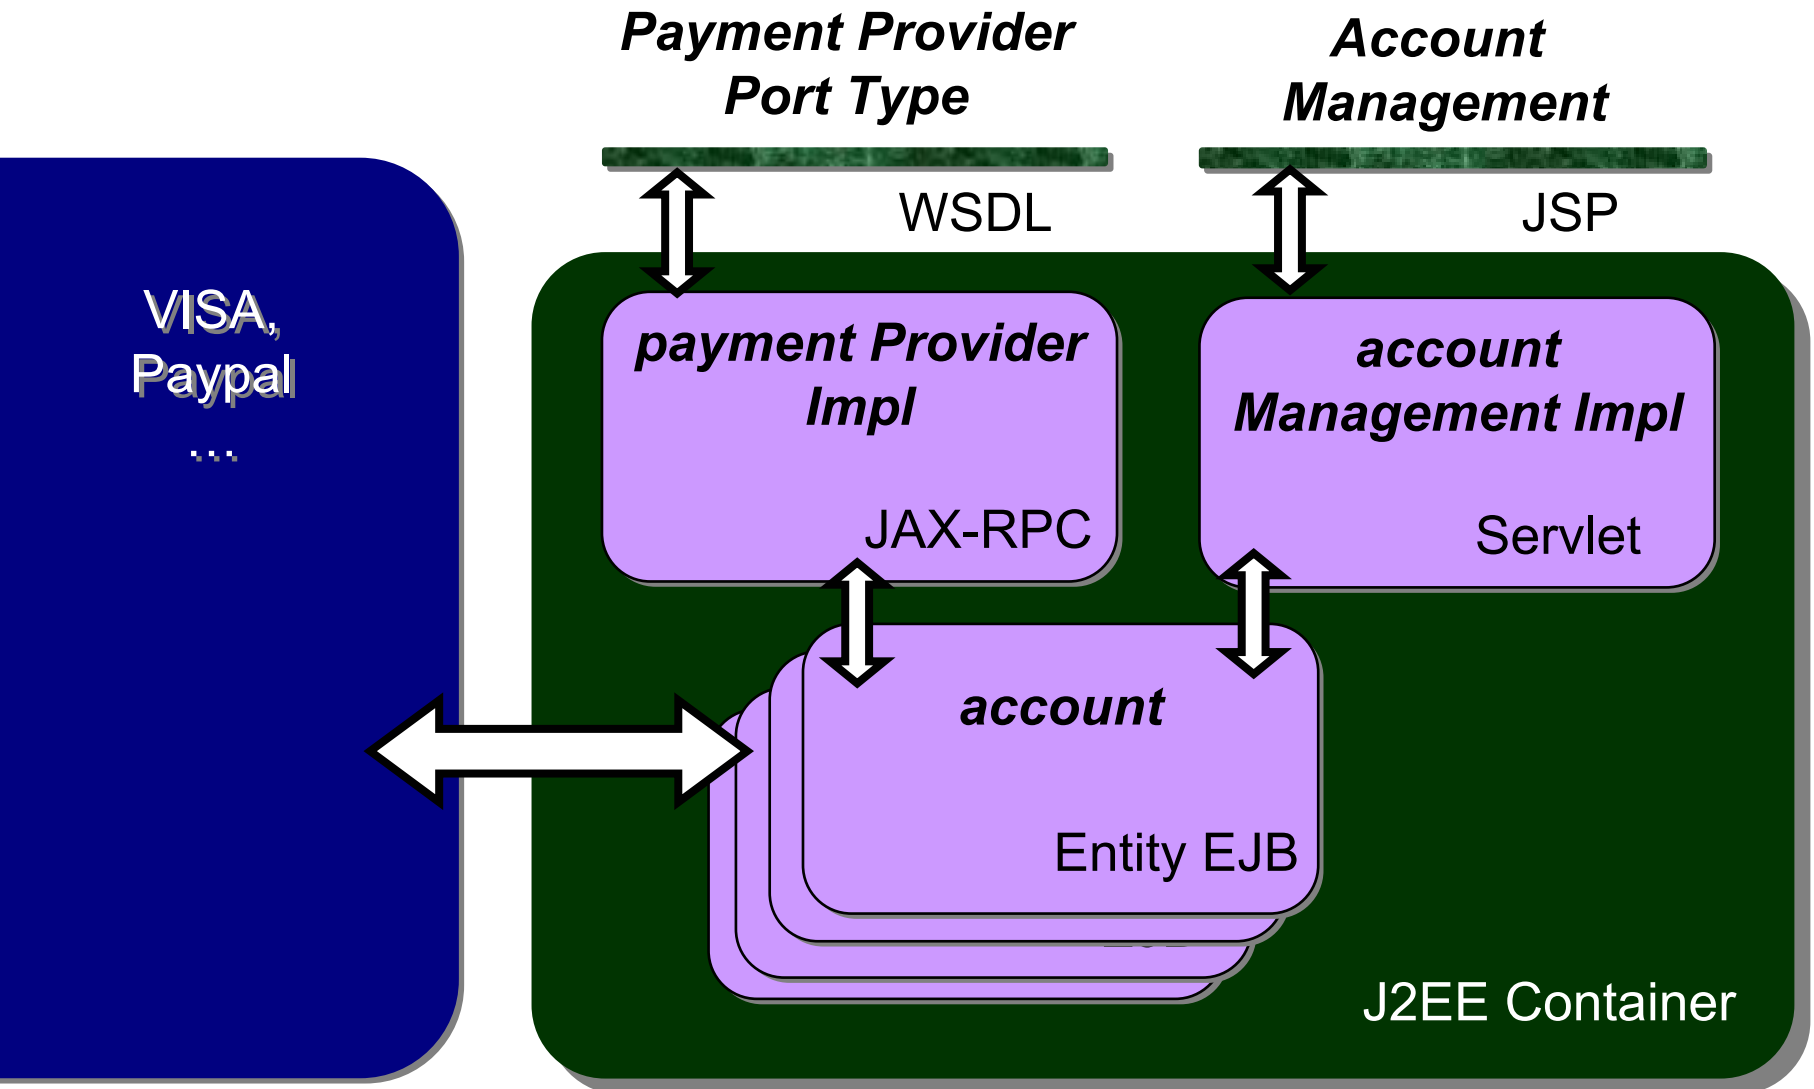 Payment Provider
Port Type
Account
Management
WSDL
JSP
VISA,
Paypal
...
payment Provider
Impl
JAX-RPC
account
Management Impl
Servlet
account
Entity EJB
J2EE Container